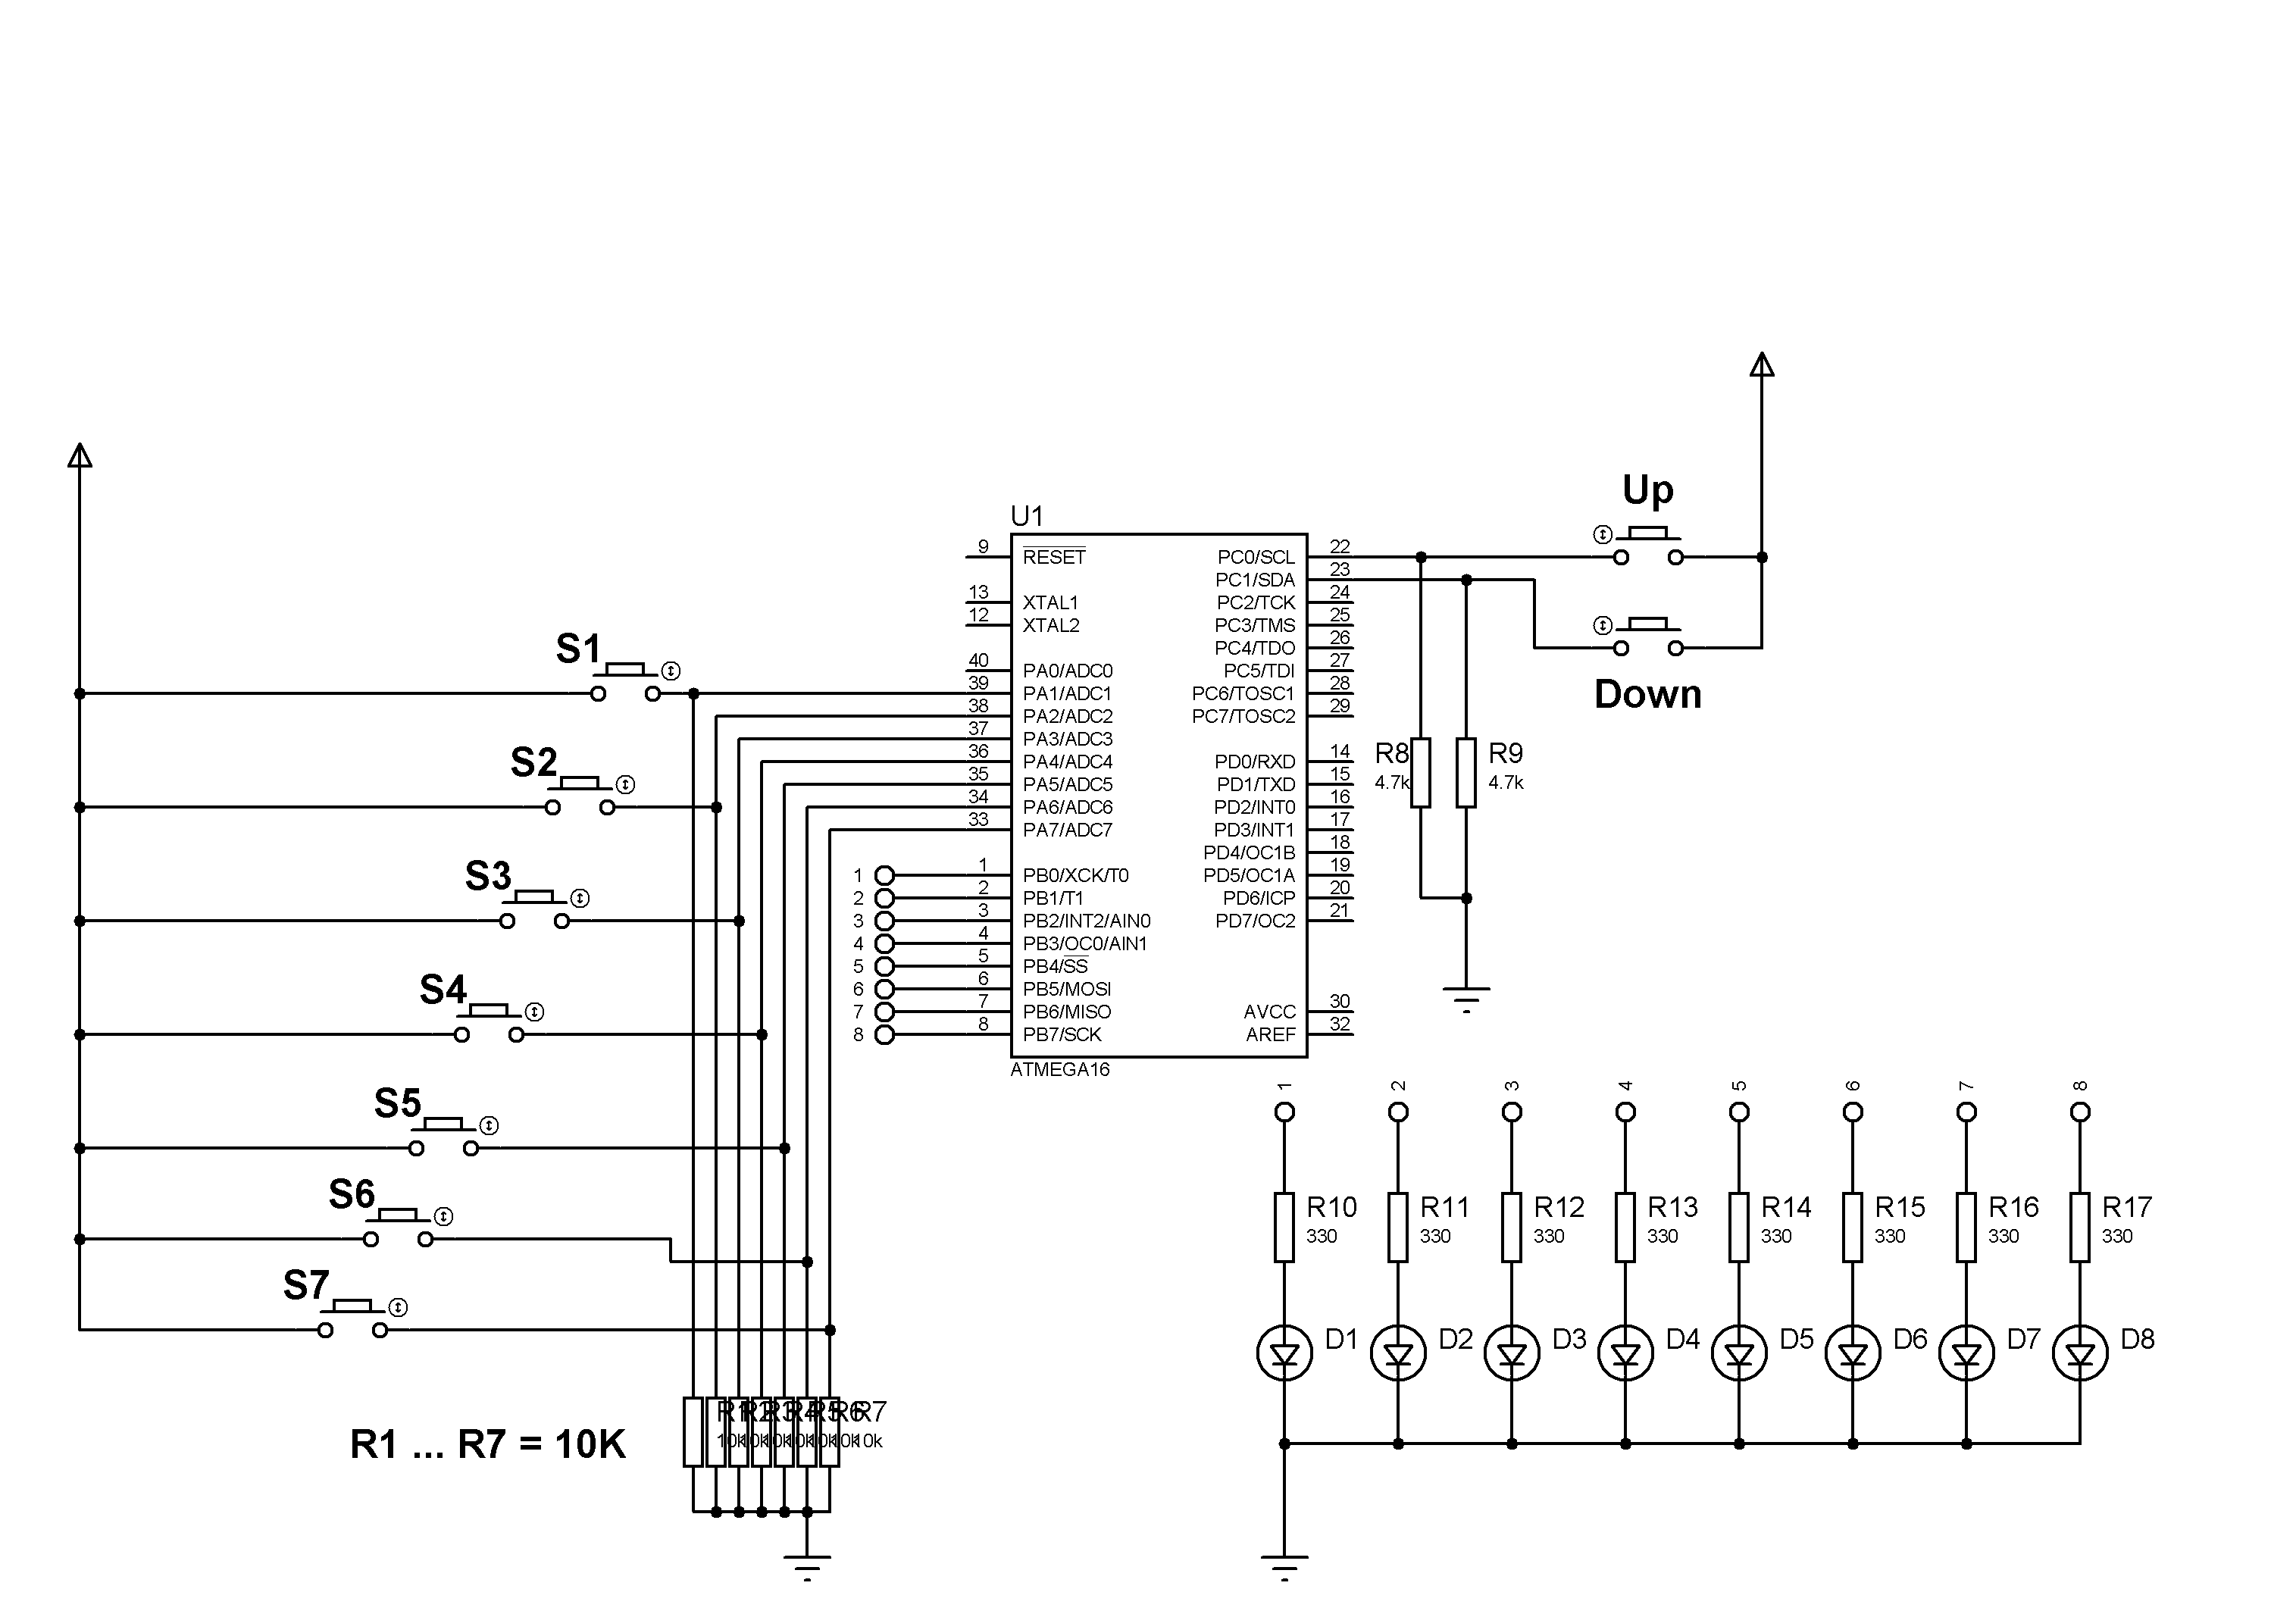 U1
9 RESET
13 XTAL1
12 XTAL2
40 PA0/ADC0
39 PA1/ADC1
38 PA2/ADC2
37 PA3/ADC3
36 PA4/ADC4
35 PA5/ADC5
34 PA6/ADC6
33 PA7/ADC7
1 1 PB0/XCK/T0
2 2 PB1/T1
3 3 PB2/INT2/AIN0
4 4 PB3/OC0/AIN1
5 5 PB4/SS
6 6 PB5/MOSI
7 7 PB6/MISO
8 8 PB7/SCK
PC0/SCL 22
PC1/SDA 23
PC2/TCK 24
PC3/TMS 25
PC4/TDO 26
PC5/TDI 27
PC6/TOSC1 28
PC7/TOSC2 29
PD0/RXD 14
PD1/TXD 15
PD2/INT0 16
PD3/INT1 17
PD4/OC1B 18
PD5/OC1A 19
PD6/ICP 20
PD7/OC2 21
AVCC 30
AREF 32
ATMEGA16
Up
Down
R8 R9
4.7k 4.7k
S1
S2
S3
S4
S5
S6
S7
R1 R2 R3 R4 R5 R6 R7
10k 10k 10k 10k 10k 10k 10k
R1 ... R7 = 10K
1 2 3 4 5 6 7 8
R10 R11 R12 R13 R14 R15 R16 R17
330 330 330 330 330 330 330 330
D1 D2 D3 D4 D5 D6 D7 D8